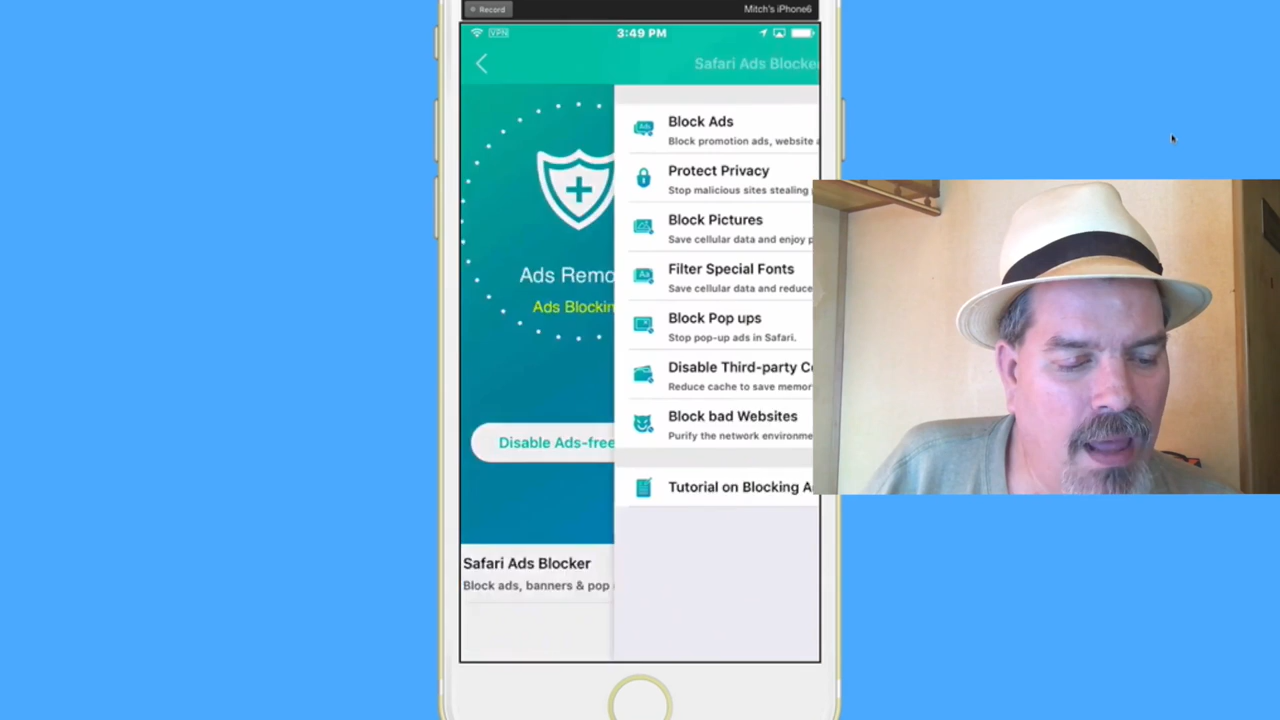 Record
Mitch's iPhone6
VPN
3:49 PM
Safari Ads Blocker
Ads Remo
Ads Blockin
Disable Ads-free
Safari Ads Blocker
Block ads, banners & pop
Block Ads
Block promotion ads, website a
Protect Privacy
Stop malicious sites stealing
Block Pictures
Save cellular data and enjoy p
Filter Special Fonts
Save cellular data and reduce
Block Pop ups
Stop pop-up ads in Safari.
Disable Third-party C
Reduce cache to save memor
Block bad Websites
Purify the network environme
Tutorial on Blocking A